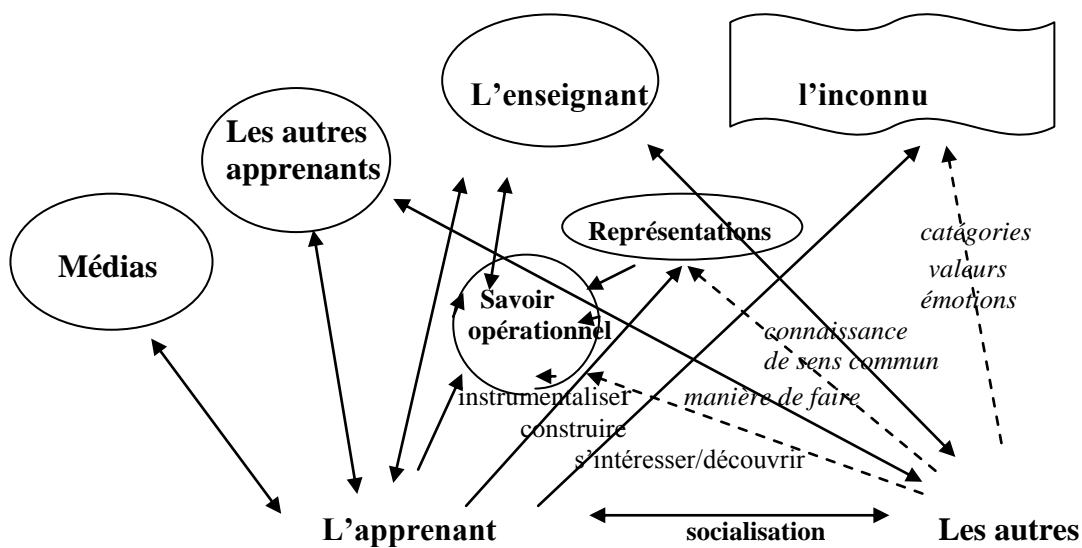 L’enseignant
l’inconnu
Les autres
apprenants
Médias
Représentations
catégories
valeurs
émotions
Savoir
opérationnel
connaissance
de sens commun
instrumentaliser
manière de faire
construire
s’intéresser/découvrir
L’apprenant
socialisation
Les autres